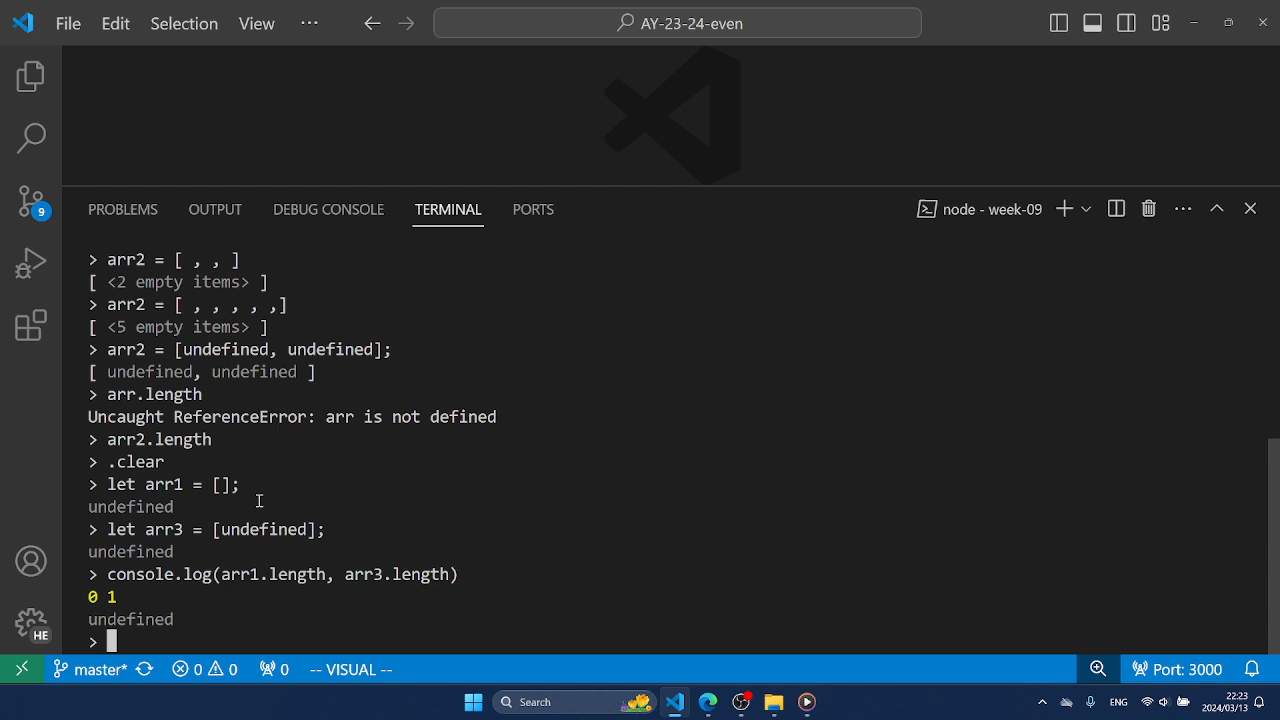 File Edit Selection View ··· AY-23-24-even
PROBLEMS OUTPUT DEBUG CONSOLE TERMINAL PORTS node - week-09
> arr2 = [ , , ]
[ <2 empty items> ]
> arr2 = [ , , , , ,]
[ <5 empty items> ]
> arr2 = [undefined, undefined];
[ undefined, undefined ]
> arr.length
Uncaught ReferenceError: arr is not defined
> arr2.length
> .clear
> let arr1 = [];
undefined
> let arr3 = [undefined];
undefined
> console.log(arr1.length, arr3.length)
0 1
undefined
>
9
HE
master* 0 0 0 -- VISUAL -- Port: 3000
Search ENG 22:23
2024/03/13